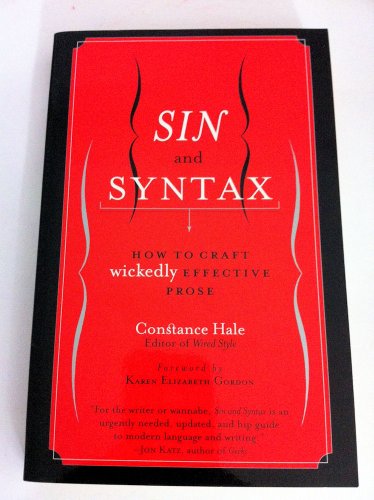 SIN
and
SYNTAX
HOW TO CRAFT
wickedly EFFECTIVE
PROSE
Constance Hale
Editor of Wired Style
Foreword by
KAREN ELIZABETH GORDON
"For the writer or wannabe, Sin and Syntax is an
urgently needed, updated, and hip guide
to modern language and writing."
JON KATZ, author of Geeks